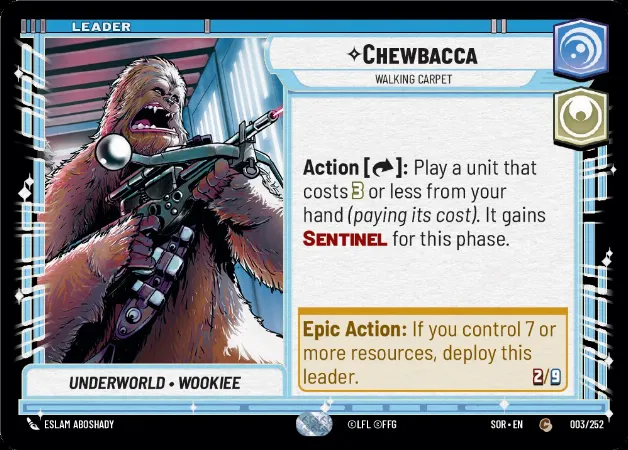 LEADER
CHEWBACCA
WALKING CARPET
Action [ ]: Play a unit that
costs 3 or less from your
hand (paying its cost). It gains
SENTINEL for this phase.
Epic Action: If you control 7 or
more resources, deploy this
leader.
2/9
UNDERWORLD • WOOKIEE
ESLAM ABOSHADY
©LFL ©FFG
SOR • EN
C
003/252